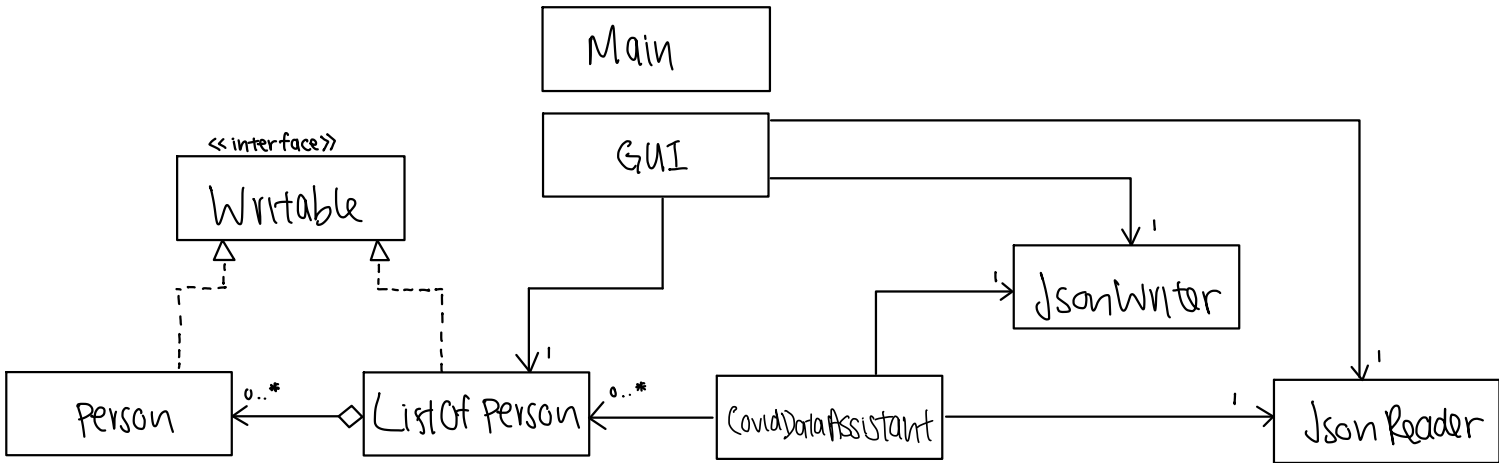 Main
GUI
<<interface>>
Writable
1
1
JsonWriter
1
1
0..*
Person
ListOfPerson
0..*
CovidDataAssistant
1
JsonReader